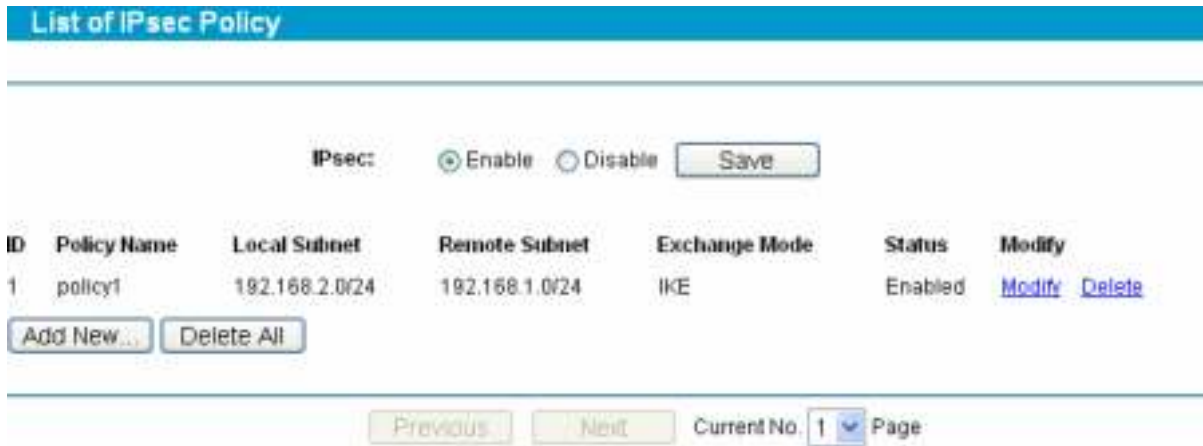 List of IPsec Policy
IPsec: Enable Disable Save
ID Policy Name Local Subnet Remote Subnet Exchange Mode Status Modify
1 policy1 192.168.2.0/24 192.168.1.0/24 IKE Enabled Modify Delete
Add New... Delete All
Previous Next Current No. 1 Page